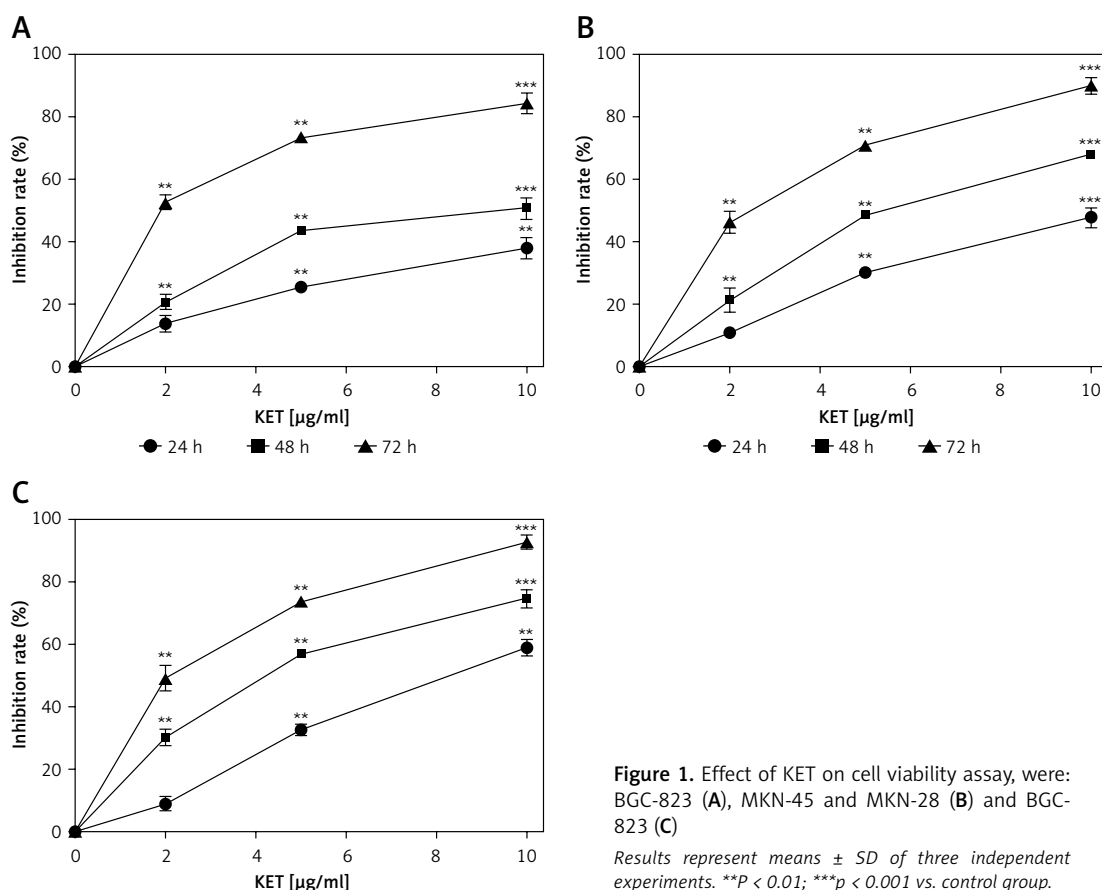 A
100
80
60
40
20
0
Inhibition rate (%)
***
**
**
***
**
**
**
**
0 2 4 6 8 10
KET [µg/ml]
24 h 48 h 72 h
B
100
80
60
40
20
0
Inhibition rate (%)
***
**
**
***
**
**
***
**
0 2 4 6 8 10
KET [µg/ml]
24 h 48 h 72 h
C
100
80
60
40
20
0
Inhibition rate (%)
***
**
**
***
**
**
**
**
0 2 4 6 8 10
KET [µg/ml]
Figure 1. Effect of KET on cell viability assay, were:
BGC-823 (A), MKN-45 and MKN-28 (B) and BGC-
823 (C)
Results represent means ± SD of three independent
experiments. **P < 0.01; ***p < 0.001 vs. control group.